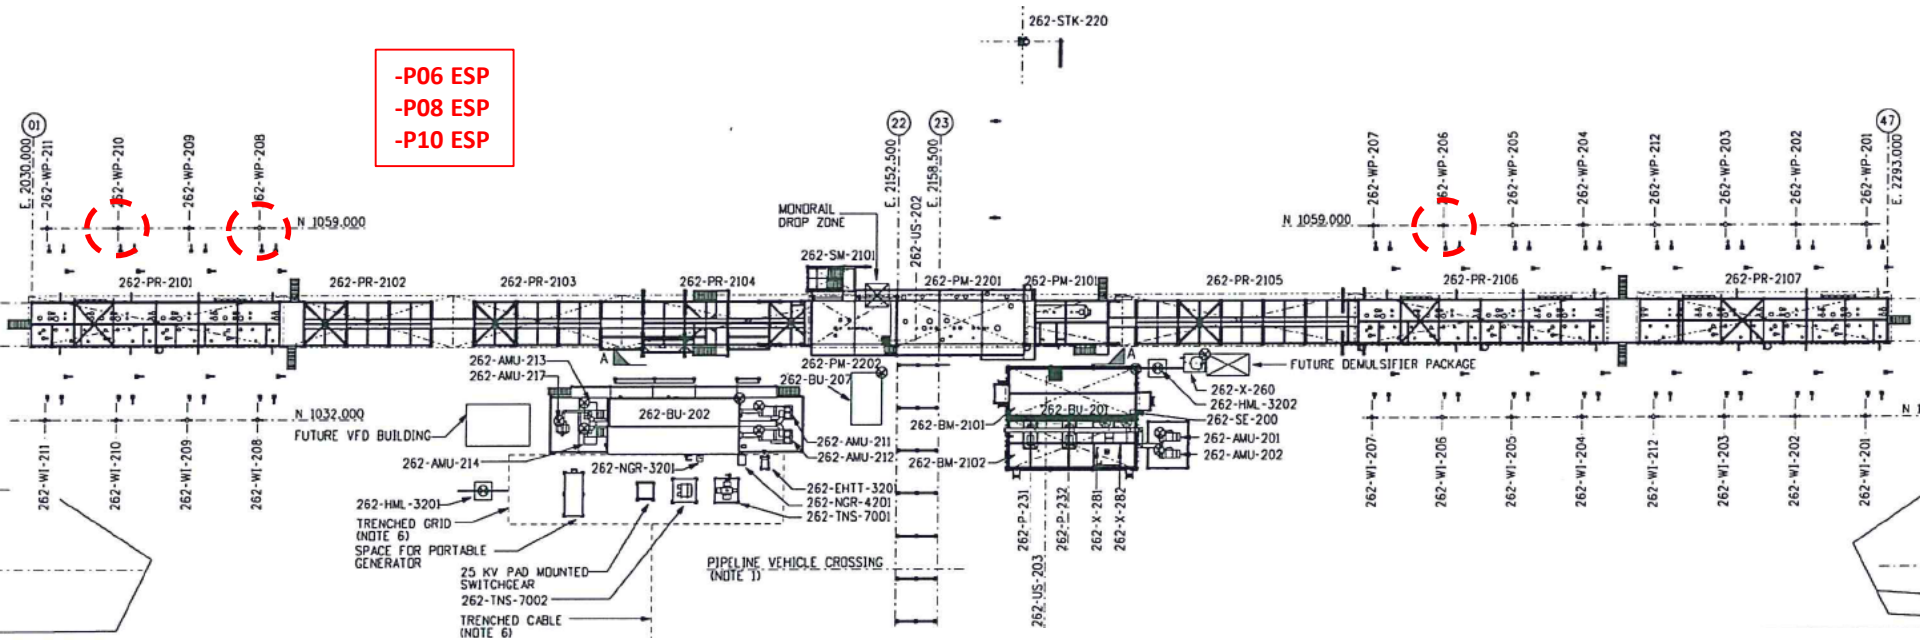 262-STK-220
-P06 ESP
-P08 ESP
-P10 ESP
01
22
23
47
E. 2030.000
262-WP-211
262-WP-210
262-WP-209
262-WP-208
N 1059.000
E. 2152.500
262-US-202
E. 2158.500
MONORAIL
DROP ZONE
N 1059.000
262-WP-207
262-WP-206
262-WP-205
262-WP-204
262-WP-212
262-WP-203
262-WP-202
262-WP-201
E. 2293.000
262-SM-2101
262-PR-2101
262-PR-2102
262-PR-2103
262-PR-2104
262-PM-2201
262-PM-2101
262-PR-2105
262-PR-2106
262-PR-2107
A
A
262-AMU-213
262-AMU-217
262-PM-2202
262-BU-207
FUTURE DEMULSIFIER PACKAGE
262-X-260
262-HML-3202
262-SE-200
N 1032.000
FUTURE VFD BUILDING
262-BU-202
262-BU-201
262-BM-2101
262-BM-2102
262-AMU-211
262-AMU-212
262-AMU-201
262-AMU-202
262-AMU-214
262-NGR-3201
262-EHTT-320
262-NGR-4201
262-TNS-7001
262-HML-3201
TRENCHED GRID
(NOTE 6)
SPACE FOR PORTABLE
GENERATOR
25 KV PAD MOUNTED
SWITCHGEAR
262-TNS-7002
TRENCHED CABLE
(NOTE 6)
PIPELINE VEHICLE CROSSING
(NOTE 1)
262-WI-211
262-WI-210
262-WI-209
262-WI-208
262-P-231
262-US-203
262-P-232
262-X-281
262-X-282
262-WI-207
262-WI-206
262-WI-205
262-WI-204
262-WI-212
262-WI-203
262-WI-202
262-WI-201